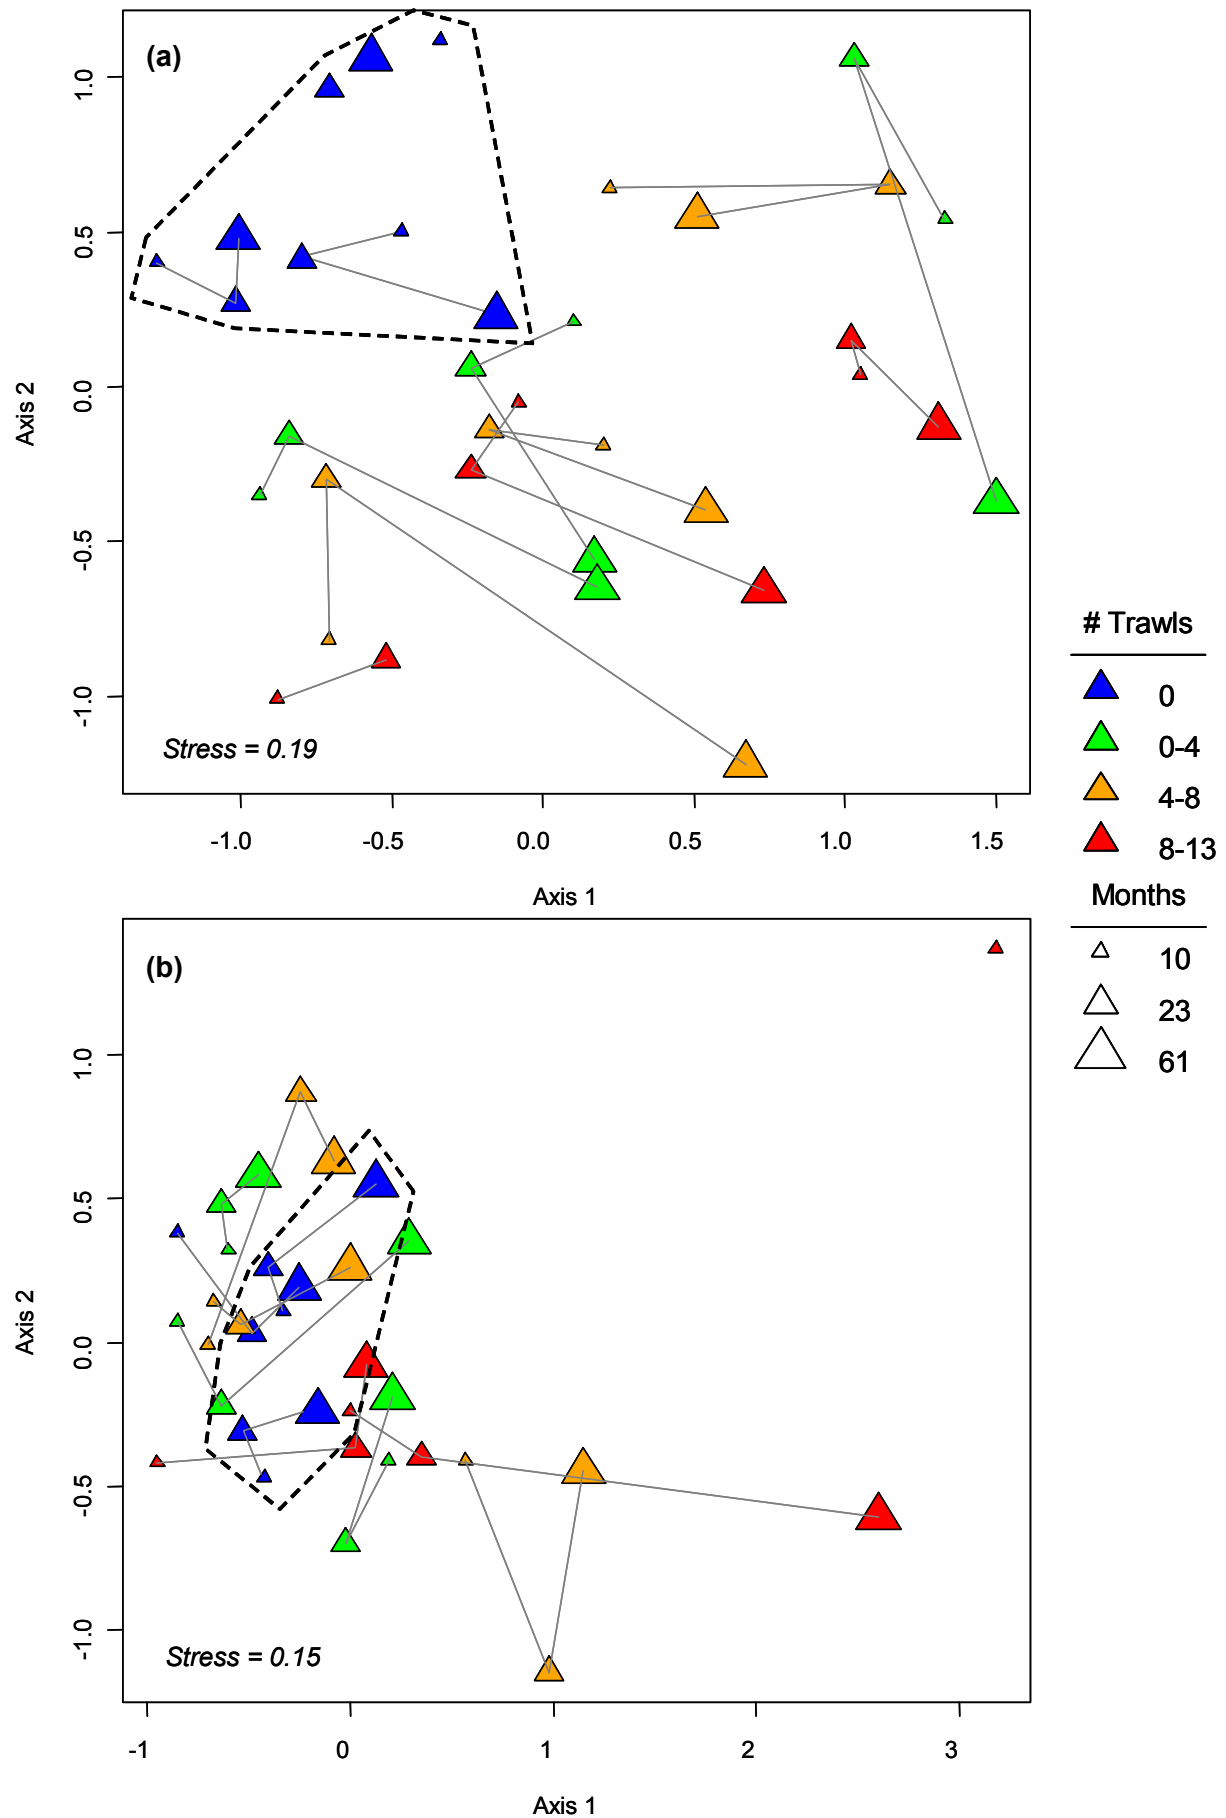 (a)
1.0
0.5
0.0
-0.5
-1.0
Axis 2
Stress = 0.19
-1.0 -0.5 0.0 0.5 1.0 1.5
Axis 1
# Trawls
0
0-4
4-8
8-13
Months
10
23
61
(b)
1.0
0.5
0.0
-0.5
-1.0
Axis 2
Stress = 0.15
-1 0 1 2 3
Axis 1